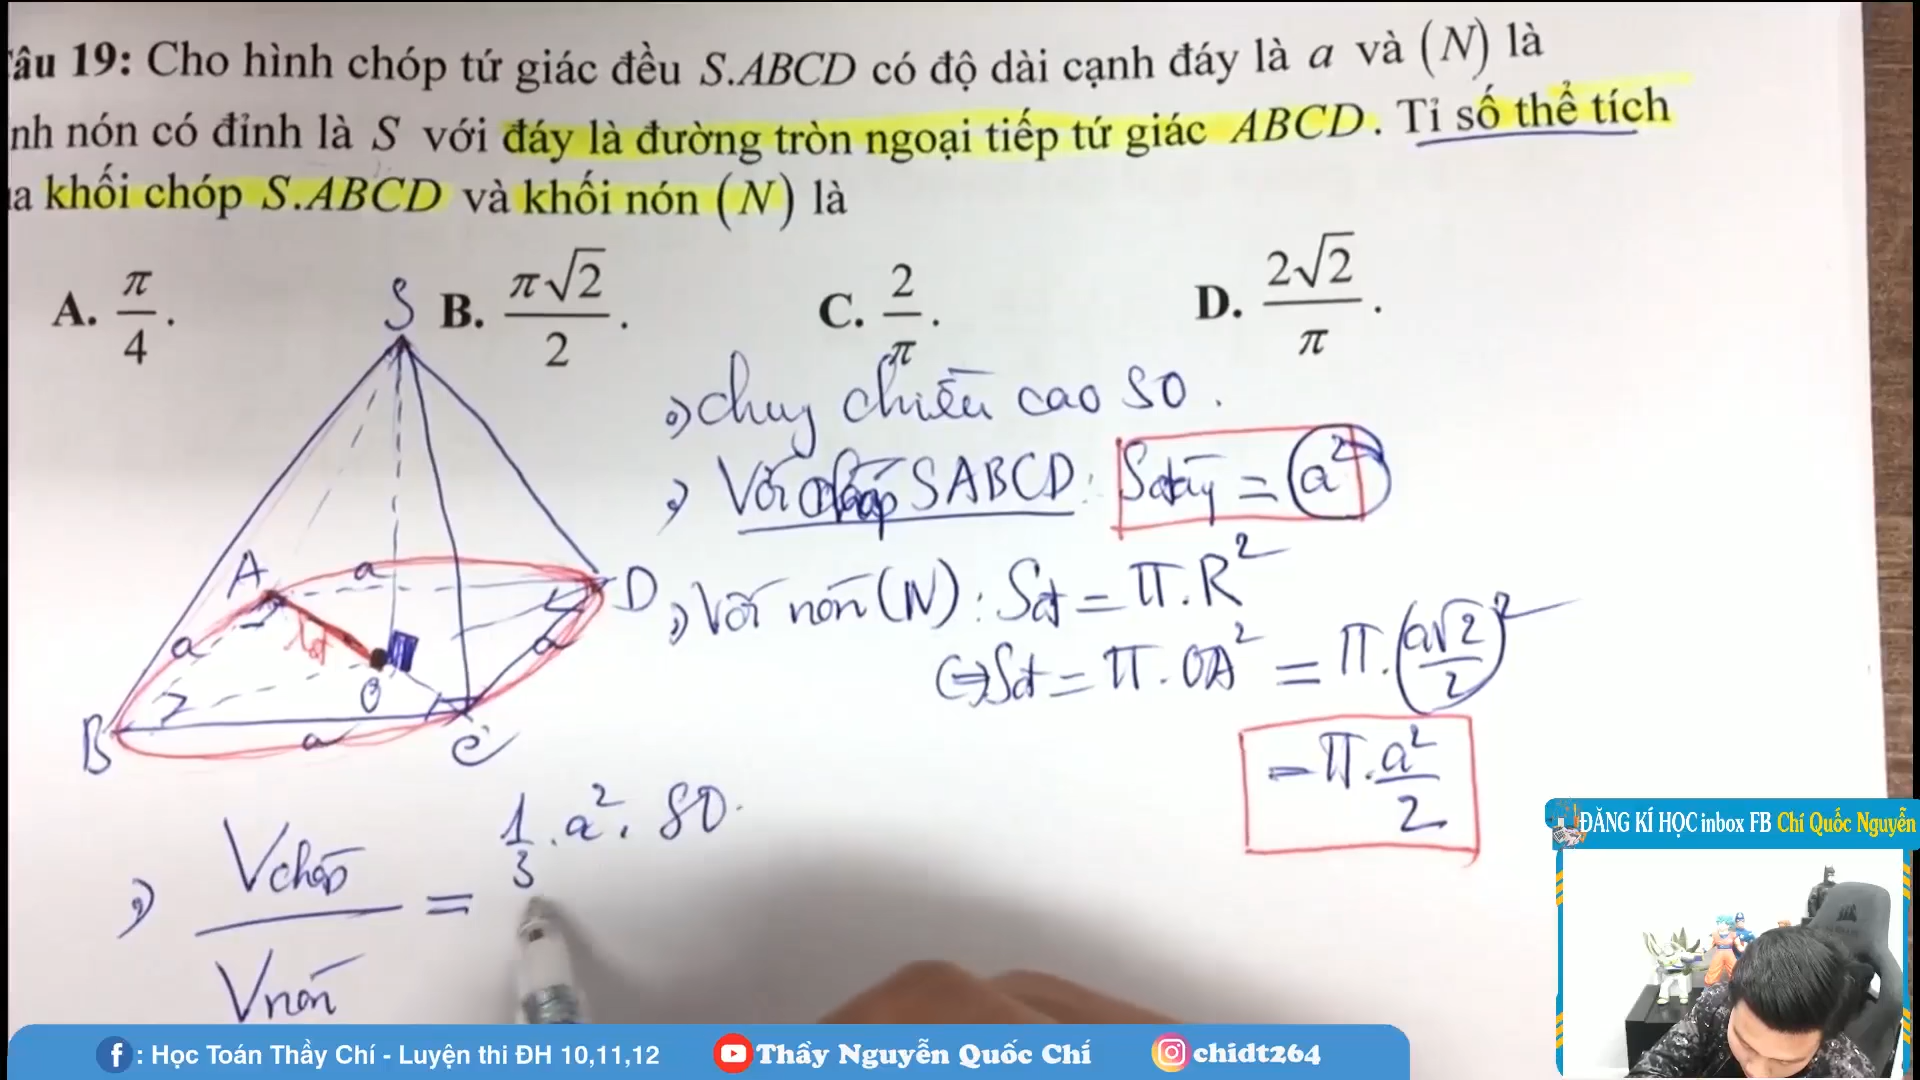 Câu 19: Cho hình chóp tứ giác đều S.ABCD có độ dài cạnh đáy là a và (N) là
nh nón có đỉnh là S với đáy là đường tròn ngoại tiếp tứ giác ABCD. Tỉ số thể tích
ủa khối chóp S.ABCD và khối nón (N) là
A. π/4. B. π√2/2. C. 2/π. D. 2√2/π.
S
A a D
a a
O
B a C
chung chiều cao SO.
Với chóp SABCD: Sđáy = a²
Với nón (N): Sđ = π.R²
⇔ Sđ = π.OA² = π.(a√2/2)²
= π.a²/2
Vchóp/Vnón = 1/3.a².SO
ĐĂNG KÍ HỌC inbox FB Chí Quốc Nguyễn
f : Học Toán Thầy Chí - Luyện thi ĐH 10,11,12 Thầy Nguyễn Quốc Chí chidt264